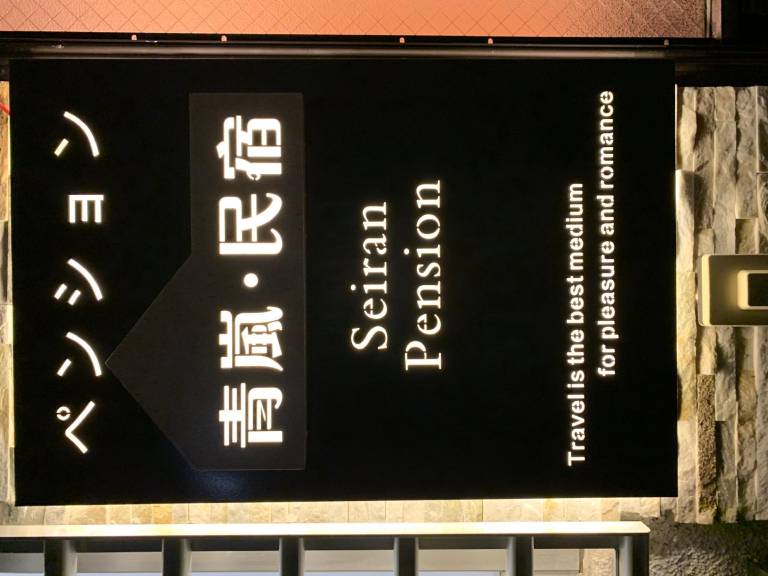 ペンション
青嵐・民宿
Seiran
Pension
Travel is the best medium
for pleasure and romance